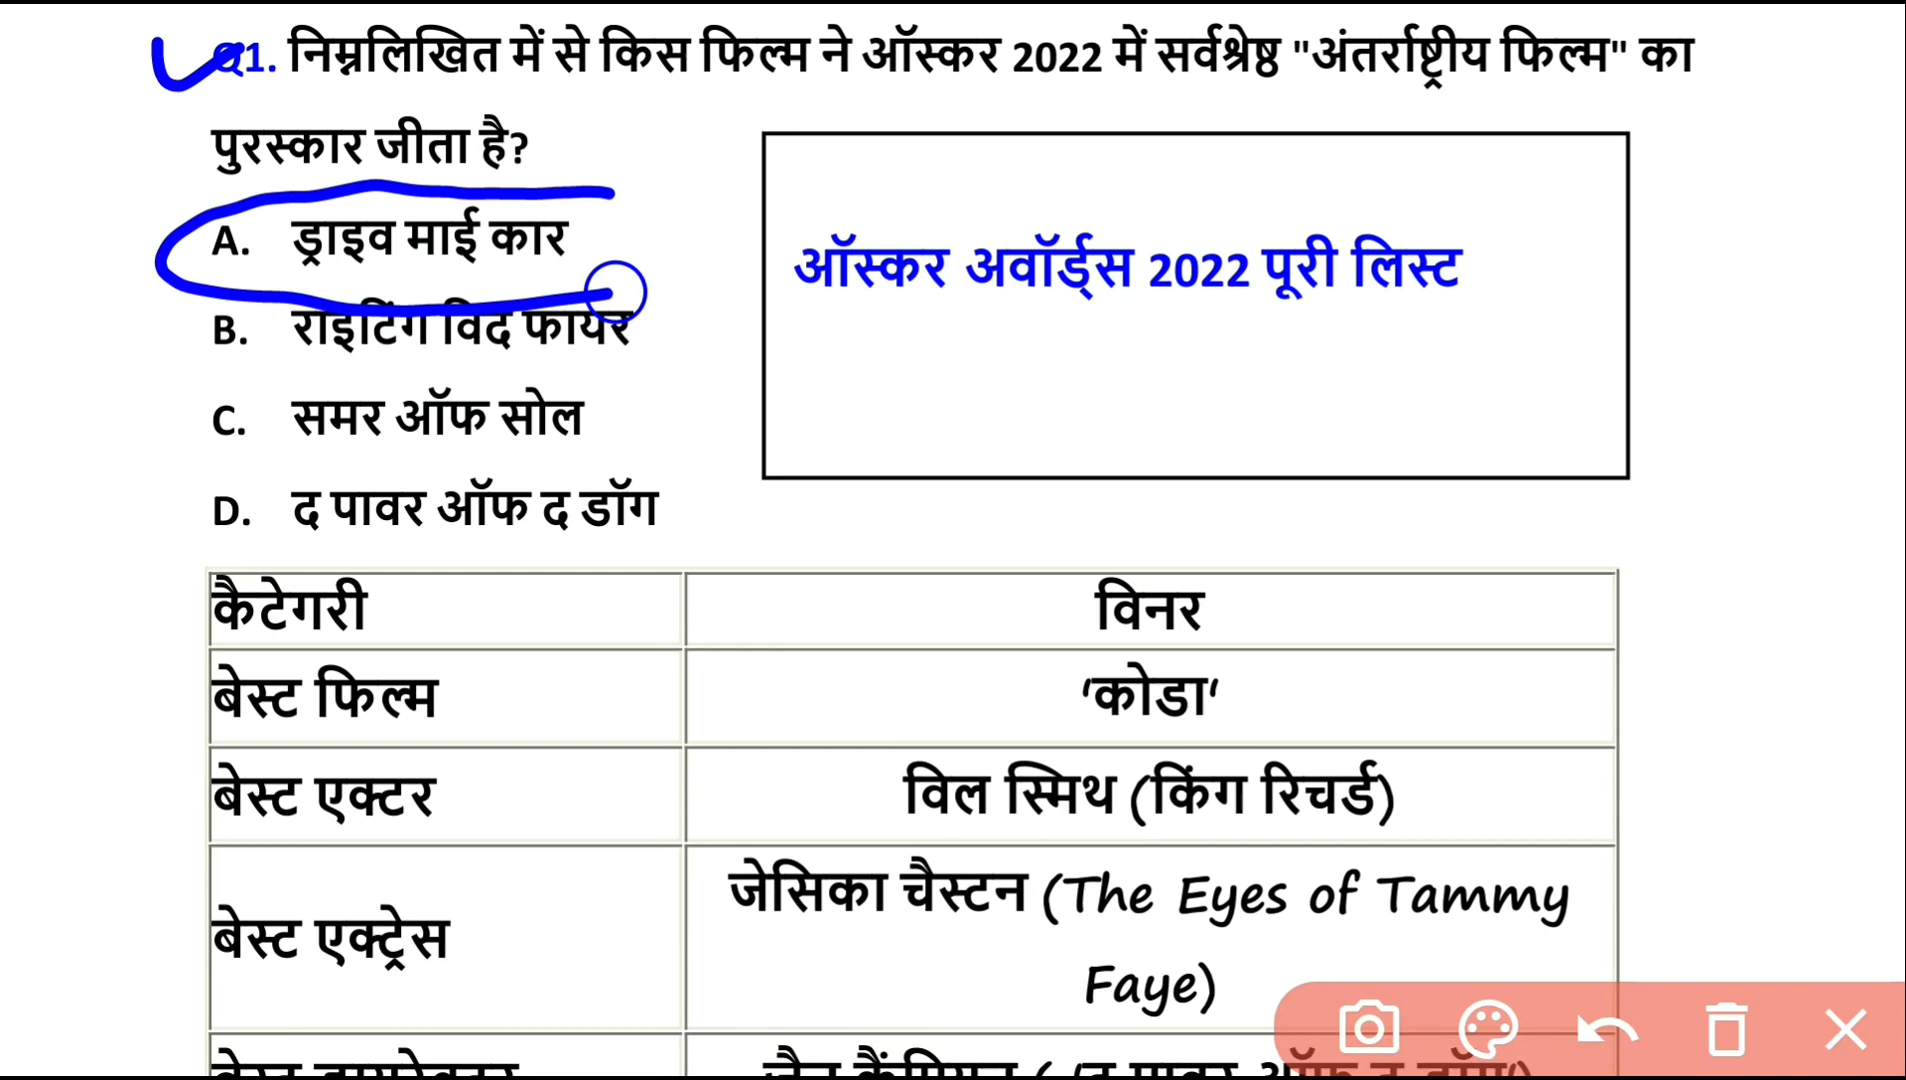 Q1. निम्नलिखित में से किस फिल्म ने ऑस्कर 2022 में सर्वश्रेष्ठ "अंतर्राष्ट्रीय फिल्म" का
पुरस्कार जीता है?
A. ड्राइव माई कार
B. राइटिंग विद फायर
C. समर ऑफ सोल
D. द पावर ऑफ द डॉग
ऑस्कर अवॉर्ड्स 2022 पूरी लिस्ट
कैटेगरी विनर
बेस्ट फिल्म 'कोडा'
बेस्ट एक्टर विल स्मिथ (किंग रिचर्ड)
बेस्ट एक्ट्रेस जेसिका चैस्टन (The Eyes of Tammy
Faye)